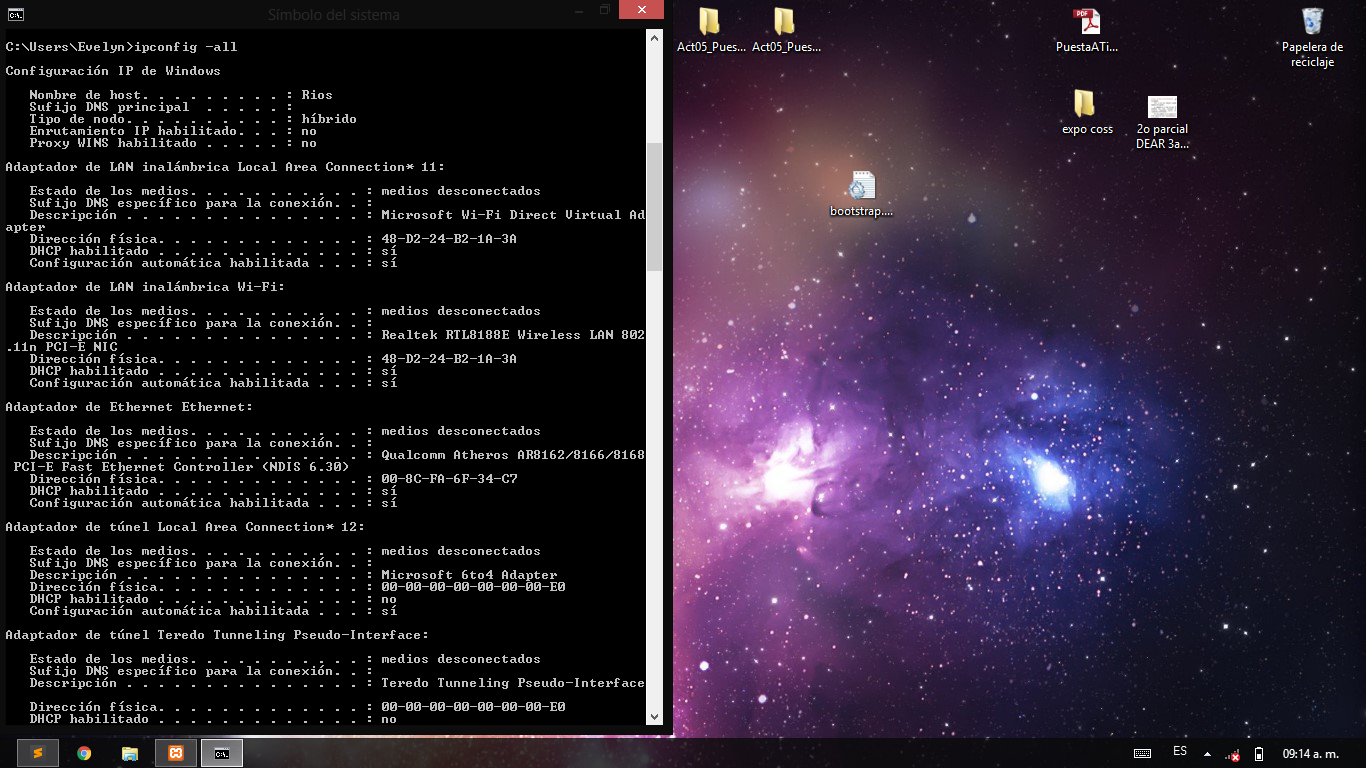 Símbolo del sistema
C:\Users\Evelyn>ipconfig -all
Configuración IP de Windows
Nombre de host. . . . . . . . . : Rios
Sufijo DNS principal . . . . . :
Tipo de nodo. . . . . . . . . . : híbrido
Enrutamiento IP habilitado. . . : no
Proxy WINS habilitado . . . . . : no
Adaptador de LAN inalámbrica Local Area Connection* 11:
Estado de los medios. . . . . . . . . . . : medios desconectados
Sufijo DNS específico para la conexión. . :
Descripción . . . . . . . . . . . . . . . : Microsoft Wi-Fi Direct Virtual Ad
apter
Dirección física. . . . . . . . . . . . . : 48-D2-24-B2-1A-3A
DHCP habilitado . . . . . . . . . . . . . : sí
Configuración automática habilitada . . . : sí
Adaptador de LAN inalámbrica Wi-Fi:
Estado de los medios. . . . . . . . . . . : medios desconectados
Sufijo DNS específico para la conexión. . :
Descripción . . . . . . . . . . . . . . . : Realtek RTL8188E Wireless LAN 802
.11n PCI-E NIC
Dirección física. . . . . . . . . . . . . : 48-D2-24-B2-1A-3A
DHCP habilitado . . . . . . . . . . . . . : sí
Configuración automática habilitada . . . : sí
Adaptador de Ethernet Ethernet:
Estado de los medios. . . . . . . . . . . : medios desconectados
Sufijo DNS específico para la conexión. . :
Descripción . . . . . . . . . . . . . . . : Qualcomm Atheros AR8162/8166/8168
PCI-E Fast Ethernet Controller (NDIS 6.30)
Dirección física. . . . . . . . . . . . . : 00-8C-FA-6F-34-C7
DHCP habilitado . . . . . . . . . . . . . : sí
Configuración automática habilitada . . . : sí
Adaptador de túnel Local Area Connection* 12:
Estado de los medios. . . . . . . . . . . : medios desconectados
Sufijo DNS específico para la conexión. . :
Descripción . . . . . . . . . . . . . . . : Microsoft 6to4 Adapter
Dirección física. . . . . . . . . . . . . : 00-00-00-00-00-00-00-E0
DHCP habilitado . . . . . . . . . . . . . : no
Configuración automática habilitada . . . : sí
Adaptador de túnel Teredo Tunneling Pseudo-Interface:
Estado de los medios. . . . . . . . . . . : medios desconectados
Sufijo DNS específico para la conexión. . :
Descripción . . . . . . . . . . . . . . . : Teredo Tunneling Pseudo-Interface
Dirección física. . . . . . . . . . . . . : 00-00-00-00-00-00-00-E0
DHCP habilitado . . . . . . . . . . . . . : no
Act05_Pues...
Act05_Pues...
PDF
PuestaATi...
Papelera de
reciclaje
expo coss
2o parcial
DEAR 3a...
bootstrap....
C:\.
ES
09:14 a. m.